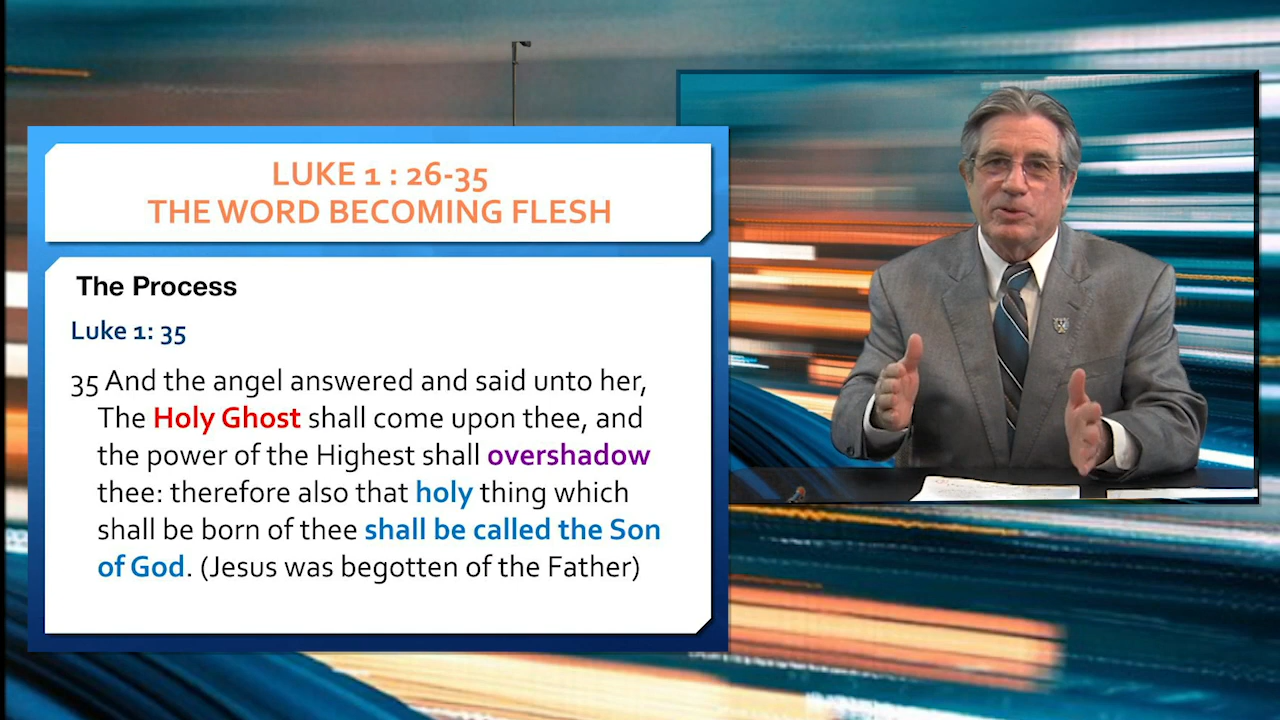 LUKE 1 : 26-35
THE WORD BECOMING FLESH
The Process
Luke 1: 35
35 And the angel answered and said unto her,
The Holy Ghost shall come upon thee, and
the power of the Highest shall overshadow
thee: therefore also that holy thing which
shall be born of thee shall be called the Son
of God. (Jesus was begotten of the Father)